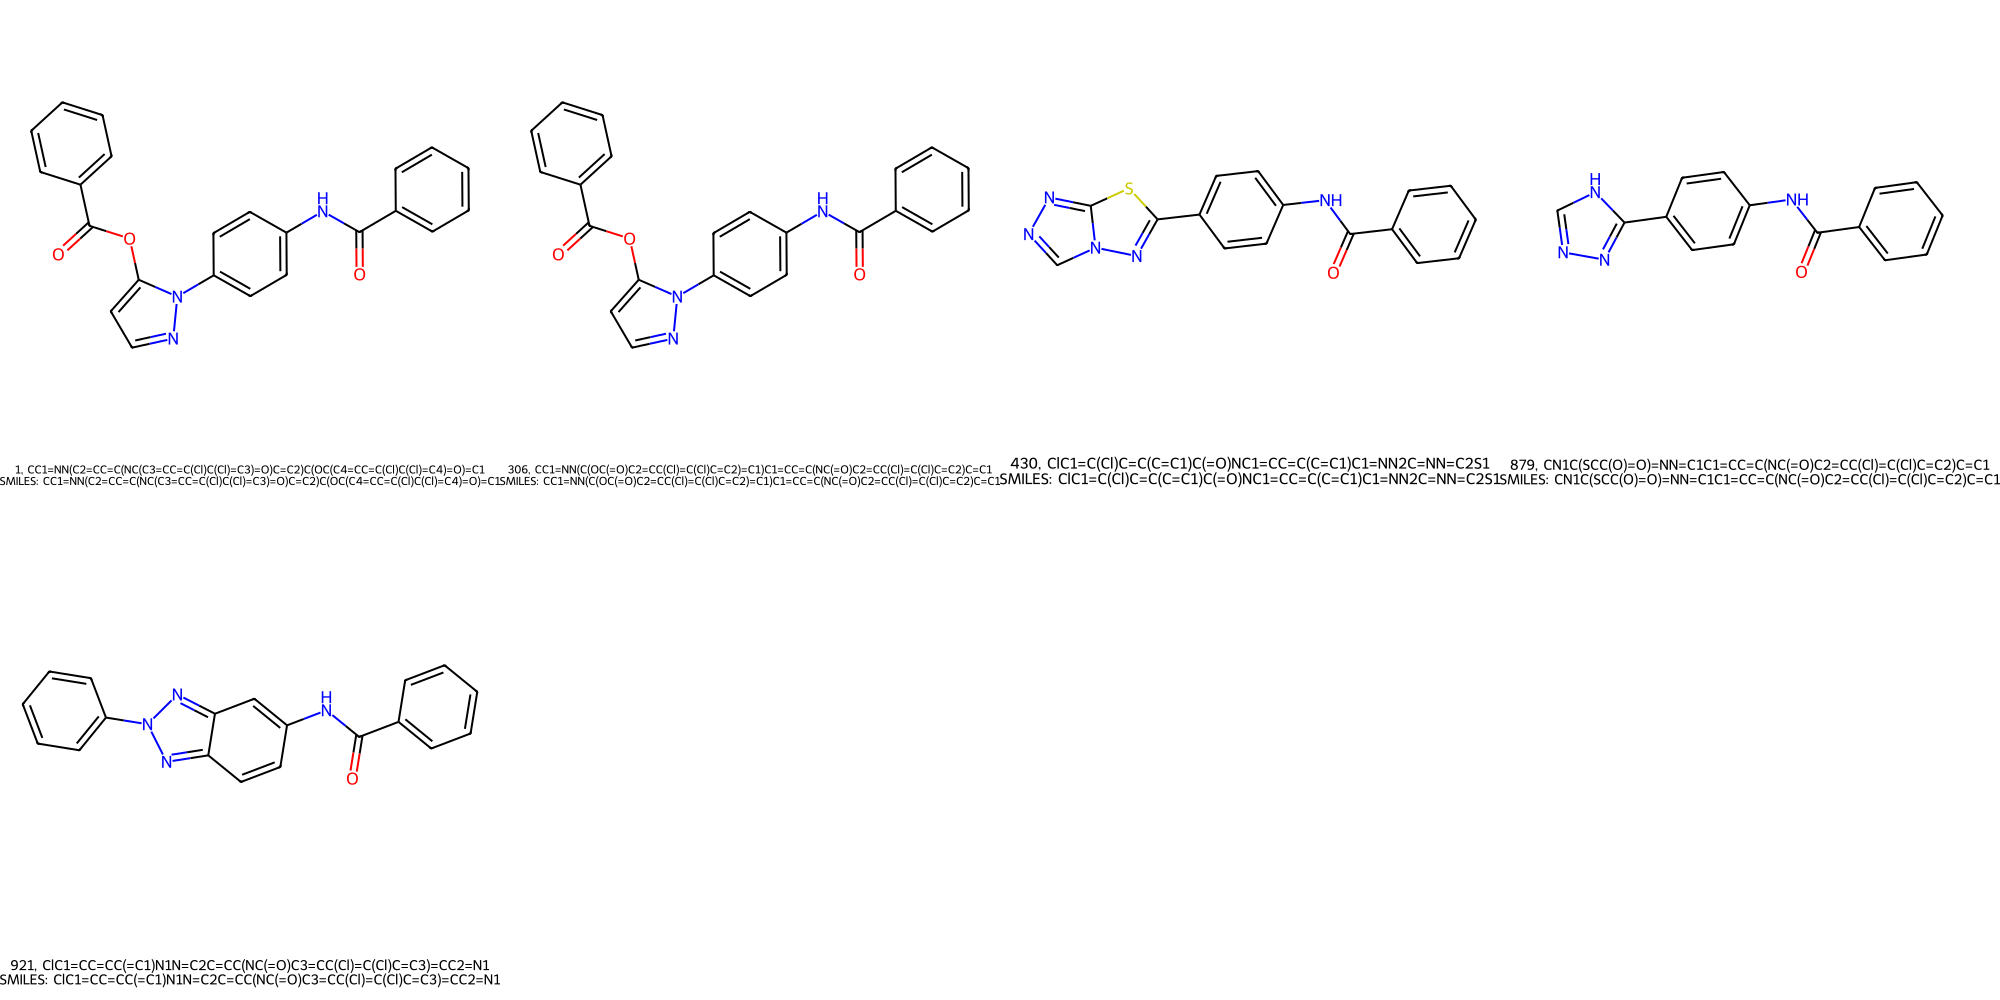 O
O
N
N
NH
O
O
O
N
N
NH
O
N
N
N
N
S
NH
O
H
N
N
N
NH
O
1, CC1=NN(C2=CC=C(NC(C3=CC=C(Cl)C(Cl)=C3)=O)C=C2)C(OC(C4=CC=C(Cl)C(Cl)=C4)=O)=C1
SMILES: CC1=NN(C2=CC=C(NC(C3=CC=C(Cl)C(Cl)=C3)=O)C=C2)C(OC(C4=CC=C(Cl)C(Cl)=C4)=O)=C1
306, CC1=NN(C(OC(=O)C2=CC(Cl)=C(Cl)C=C2)=C1)C1=CC=C(NC(=O)C2=CC(Cl)=C(Cl)C=C2)C=C1
SMILES: CC1=NN(C(OC(=O)C2=CC(Cl)=C(Cl)C=C2)=C1)C1=CC=C(NC(=O)C2=CC(Cl)=C(Cl)C=C2)C=C1
430, ClC1=C(Cl)C=C(C=C1)C(=O)NC1=CC=C(C=C1)C1=NN2C=NN=C2S1
SMILES: ClC1=C(Cl)C=C(C=C1)C(=O)NC1=CC=C(C=C1)C1=NN2C=NN=C2S1
879, CN1C(SCC(O)=O)=NN=C1C1=CC=C(NC(=O)C2=CC(Cl)=C(Cl)C=C2)C=C1
SMILES: CN1C(SCC(O)=O)=NN=C1C1=CC=C(NC(=O)C2=CC(Cl)=C(Cl)C=C2)C=C1
N
N
N
H
N
O
921, ClC1=CC=CC(=C1)N1N=C2C=CC(NC(=O)C3=CC(Cl)=C(Cl)C=C3)=CC2=N1
SMILES: ClC1=CC=CC(=C1)N1N=C2C=CC(NC(=O)C3=CC(Cl)=C(Cl)C=C3)=CC2=N1